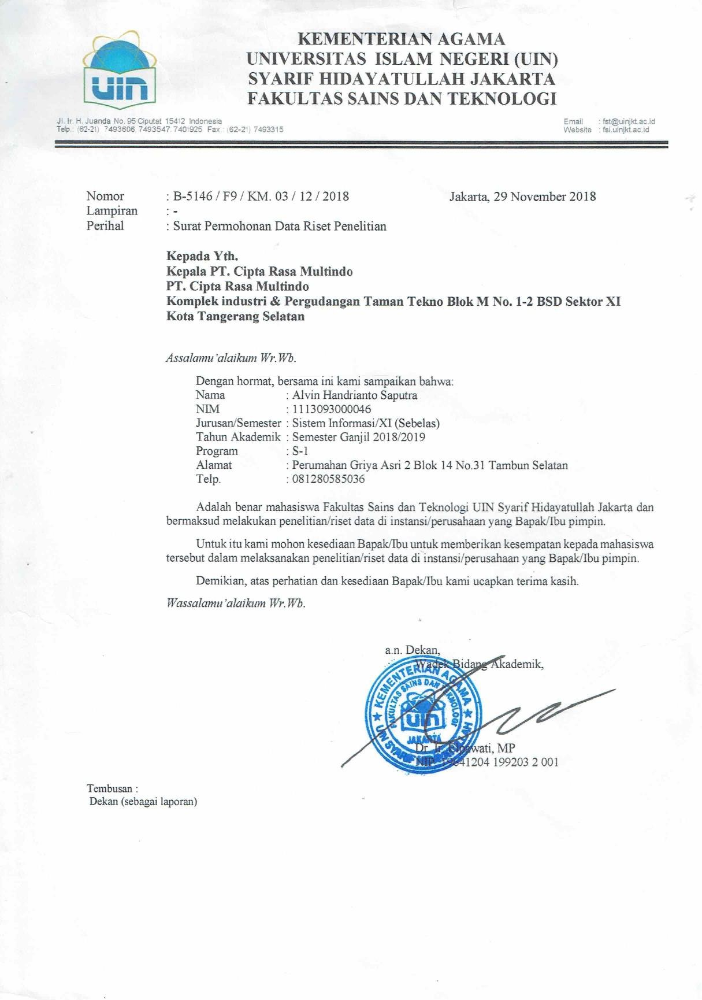 KEMENTERIAN AGAMA
UNIVERSITAS ISLAM NEGERI (UIN)
SYARIF HIDAYATULLAH JAKARTA
FAKULTAS SAINS DAN TEKNOLOGI
uin
Jl. Ir. H. Juanda No. 95 Ciputat 15412 Indonesia
Telp.: (62-21) 7493606, 7493547, 7401925 Fax.: (62-21) 7493315
Email : fst@uinjkt.ac.id
Website : fsi.uinjkt.ac.id
Nomor : B-5146 / F9 / KM. 03 / 12 / 2018 Jakarta, 29 November 2018
Lampiran : -
Perihal : Surat Permohonan Data Riset Penelitian
Kepada Yth.
Kepala PT. Cipta Rasa Multindo
PT. Cipta Rasa Multindo
Komplek industri & Pergudangan Taman Tekno Blok M No. 1-2 BSD Sektor XI
Kota Tangerang Selatan
Assalamu'alaikum Wr.Wb.
Dengan hormat, bersama ini kami sampaikan bahwa:
Nama : Alvin Handrianto Saputra
NIM : 1113093000046
Jurusan/Semester : Sistem Informasi/XI (Sebelas)
Tahun Akademik : Semester Ganjil 2018/2019
Program : S-1
Alamat : Perumahan Griya Asri 2 Blok 14 No.31 Tambun Selatan
Telp. : 081280585036
Adalah benar mahasiswa Fakultas Sains dan Teknologi UIN Syarif Hidayatullah Jakarta dan
bermaksud melakukan penelitian/riset data di instansi/perusahaan yang Bapak/Ibu pimpin.
Untuk itu kami mohon kesediaan Bapak/Ibu untuk memberikan kesempatan kepada mahasiswa
tersebut dalam melaksanakan penelitian/riset data di instansi/perusahaan yang Bapak/Ibu pimpin.
Demikian, atas perhatian dan kesediaan Bapak/Ibu kami ucapkan terima kasih.
Wassalamu'alaikum Wr.Wb.
a.n. Dekan,
Wadek Bidang Akademik,
KEMENTERIAN AGAMA
FAKULTAS SAINS DAN TEKNOLOGI
uin
JAKARTA
UIN SYARIF HIDAYATULLAH
Dr. Ir. Elpawati, MP
NIP. 19641204 199203 2 001
Tembusan :
Dekan (sebagai laporan)